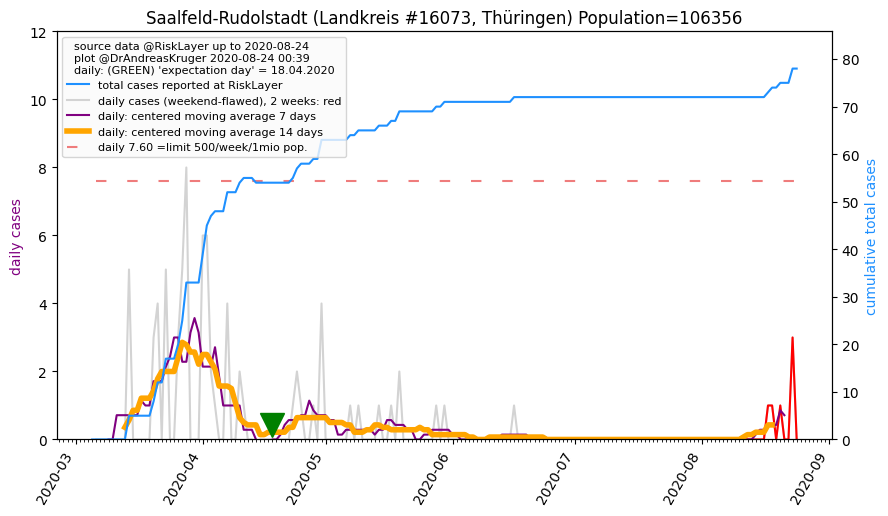 Saalfeld-Rudolstadt (Landkreis #16073, Thüringen) Population=106356
source data @RiskLayer up to 2020-08-24
plot @DrAndreasKruger 2020-08-24 00:39
daily: (GREEN) 'expectation day' = 18.04.2020
total cases reported at RiskLayer
daily cases (weekend-flawed), 2 weeks: red
daily: centered moving average 7 days
daily: centered moving average 14 days
daily 7.60 =limit 500/week/1mio pop.
daily cases
12
10
8
6
4
2
0
80
70
60
50
40
30
20
10
0
cumulative total cases
2020-03
2020-04
2020-05
2020-06
2020-07
2020-08
2020-09